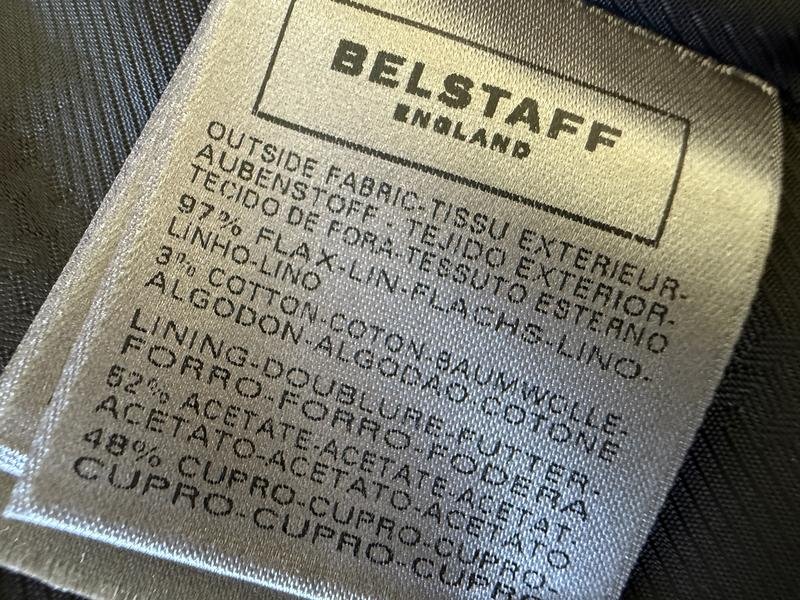 BELSTAFF
ENGLAND
OUTSIDE FABRIC-TISSU EXTERIEUR-
AUBENSTOFF - TEJIDO EXTERIOR-
TECIDO DE FORA-TESSUTO ESTERNO
97% FLAX-LIN-FLACHS-LINO-
LINHO-LINO
3% COTTON-COTON-BAUMWOLLE-
ALGODON-ALGODAO-COTONE
LINING-DOUBLURE-FUTTER-
FORRO-FORRO-FODERA
52% ACETATE-ACETATE-ACETAT-
ACETATO-ACETATO-ACETATO
48% CUPRO-CUPRO-CUPRO-
CUPRO-CUPRO-CUPRO